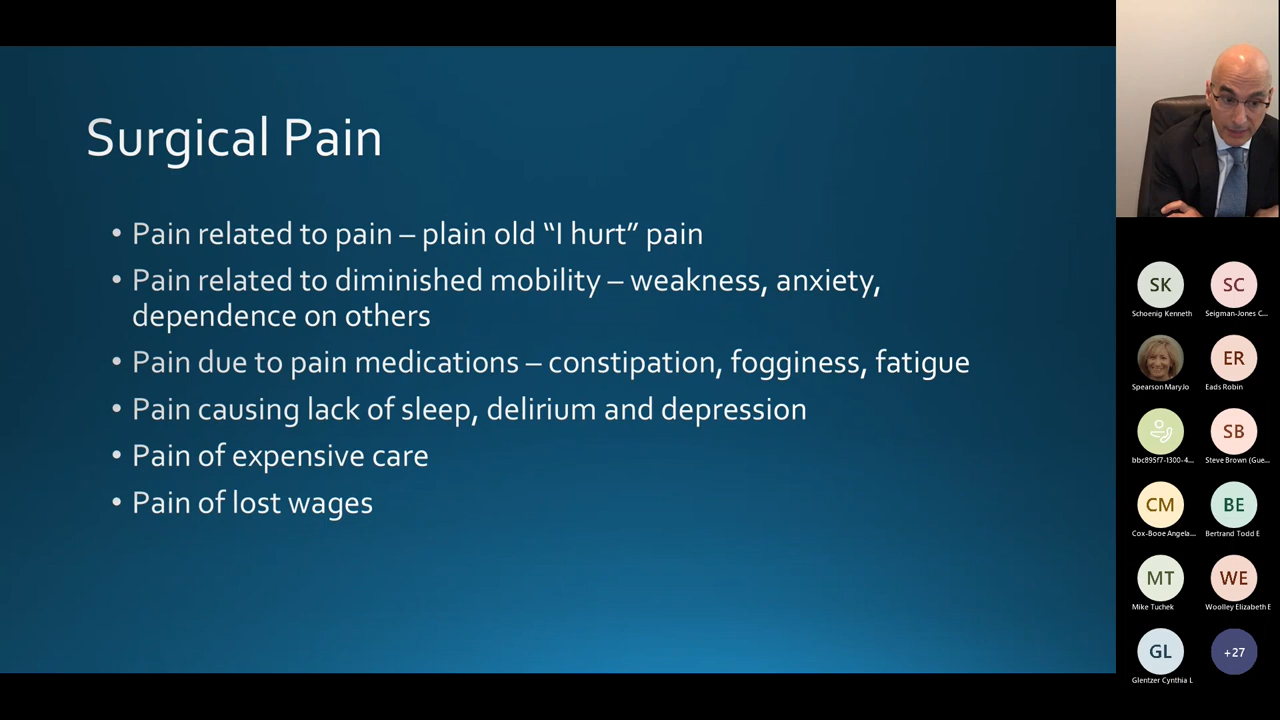 Surgical Pain
• Pain related to pain – plain old “I hurt” pain
• Pain related to diminished mobility – weakness, anxiety,
dependence on others
• Pain due to pain medications – constipation, fogginess, fatigue
• Pain causing lack of sleep, delirium and depression
• Pain of expensive care
• Pain of lost wages
SK
SC
Schoenig Kenneth
Seigman-Jones C...
ER
Spearson MaryJo
Eads Robin
SB
bbc895f7-1300-4...
Steve Brown (Gue...
CM
BE
Cox-Booe Angela...
Bertrand Todd E
MT
WE
Mike Tuchek
Woolley Elizabeth E
GL
+27
Glentzer Cynthia L